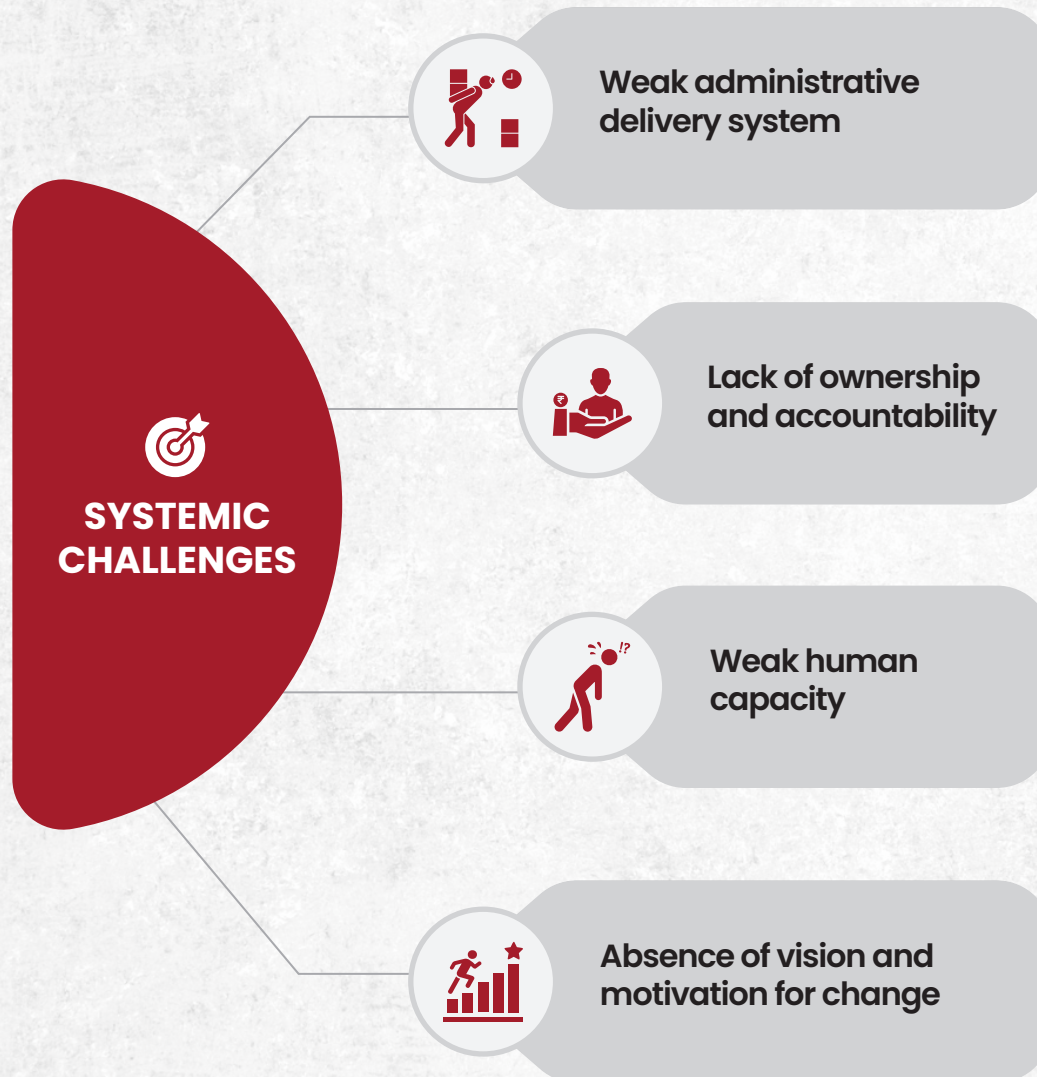 Weak administrative
delivery system
Lack of ownership
and accountability
SYSTEMIC
CHALLENGES
₹
!?
Weak human
capacity
Absence of vision and
motivation for change